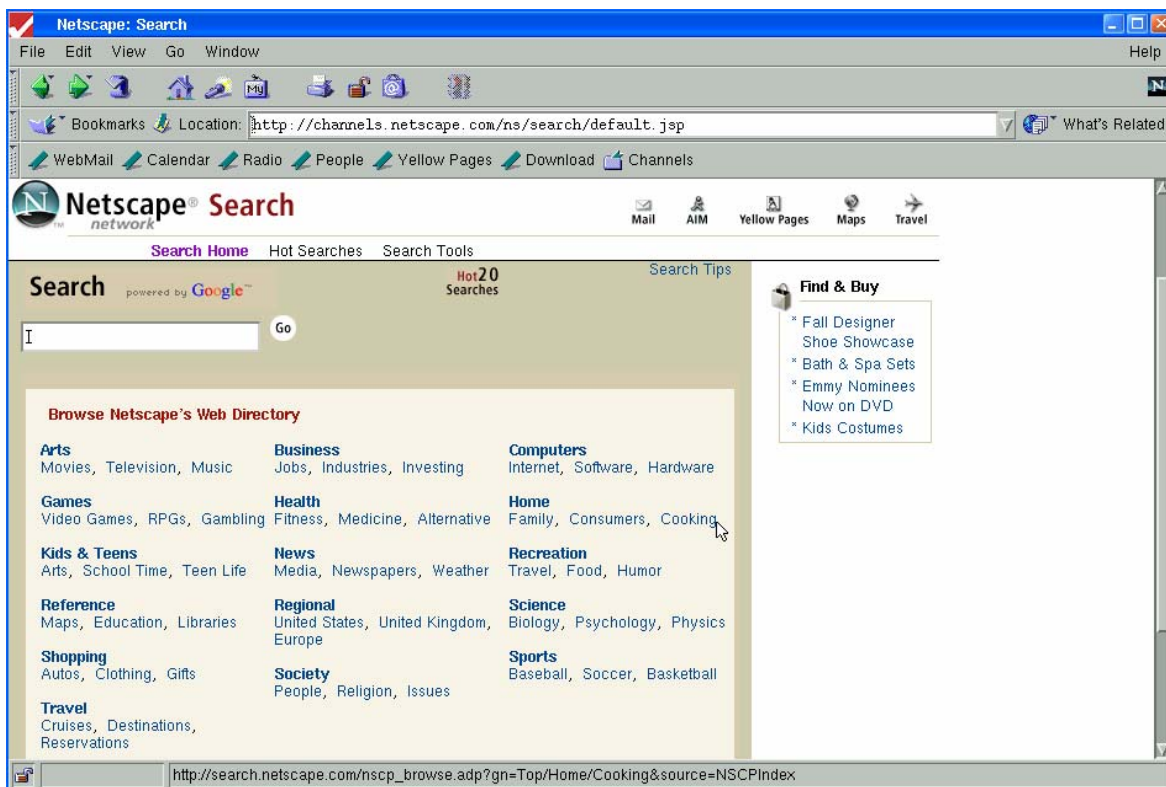 Netscape: Search
File Edit View Go Window Help
My N
Bookmarks Location: http://channels.netscape.com/ns/search/default.jsp What's Related
WebMail Calendar Radio People Yellow Pages Download Channels
N Netscape® Search
TM network
Mail AIM Yellow Pages Maps Travel
Search Home Hot Searches Search Tools
Search powered by Google™
Hot20
Searches
Search Tips
Go
Find & Buy
* Fall Designer
Shoe Showcase
* Bath & Spa Sets
* Emmy Nominees
Now on DVD
* Kids Costumes
Browse Netscape's Web Directory
Arts
Movies, Television, Music
Games
Video Games, RPGs, Gambling
Kids & Teens
Arts, School Time, Teen Life
Reference
Maps, Education, Libraries
Shopping
Autos, Clothing, Gifts
Travel
Cruises, Destinations,
Reservations
Business
Jobs, Industries, Investing
Health
Fitness, Medicine, Alternative
News
Media, Newspapers, Weather
Regional
United States, United Kingdom,
Europe
Society
People, Religion, Issues
Computers
Internet, Software, Hardware
Home
Family, Consumers, Cooking
Recreation
Travel, Food, Humor
Science
Biology, Psychology, Physics
Sports
Baseball, Soccer, Basketball
http://search.netscape.com/nscp_browse.adp?gn=Top/Home/Cooking&source=NSCPIndex